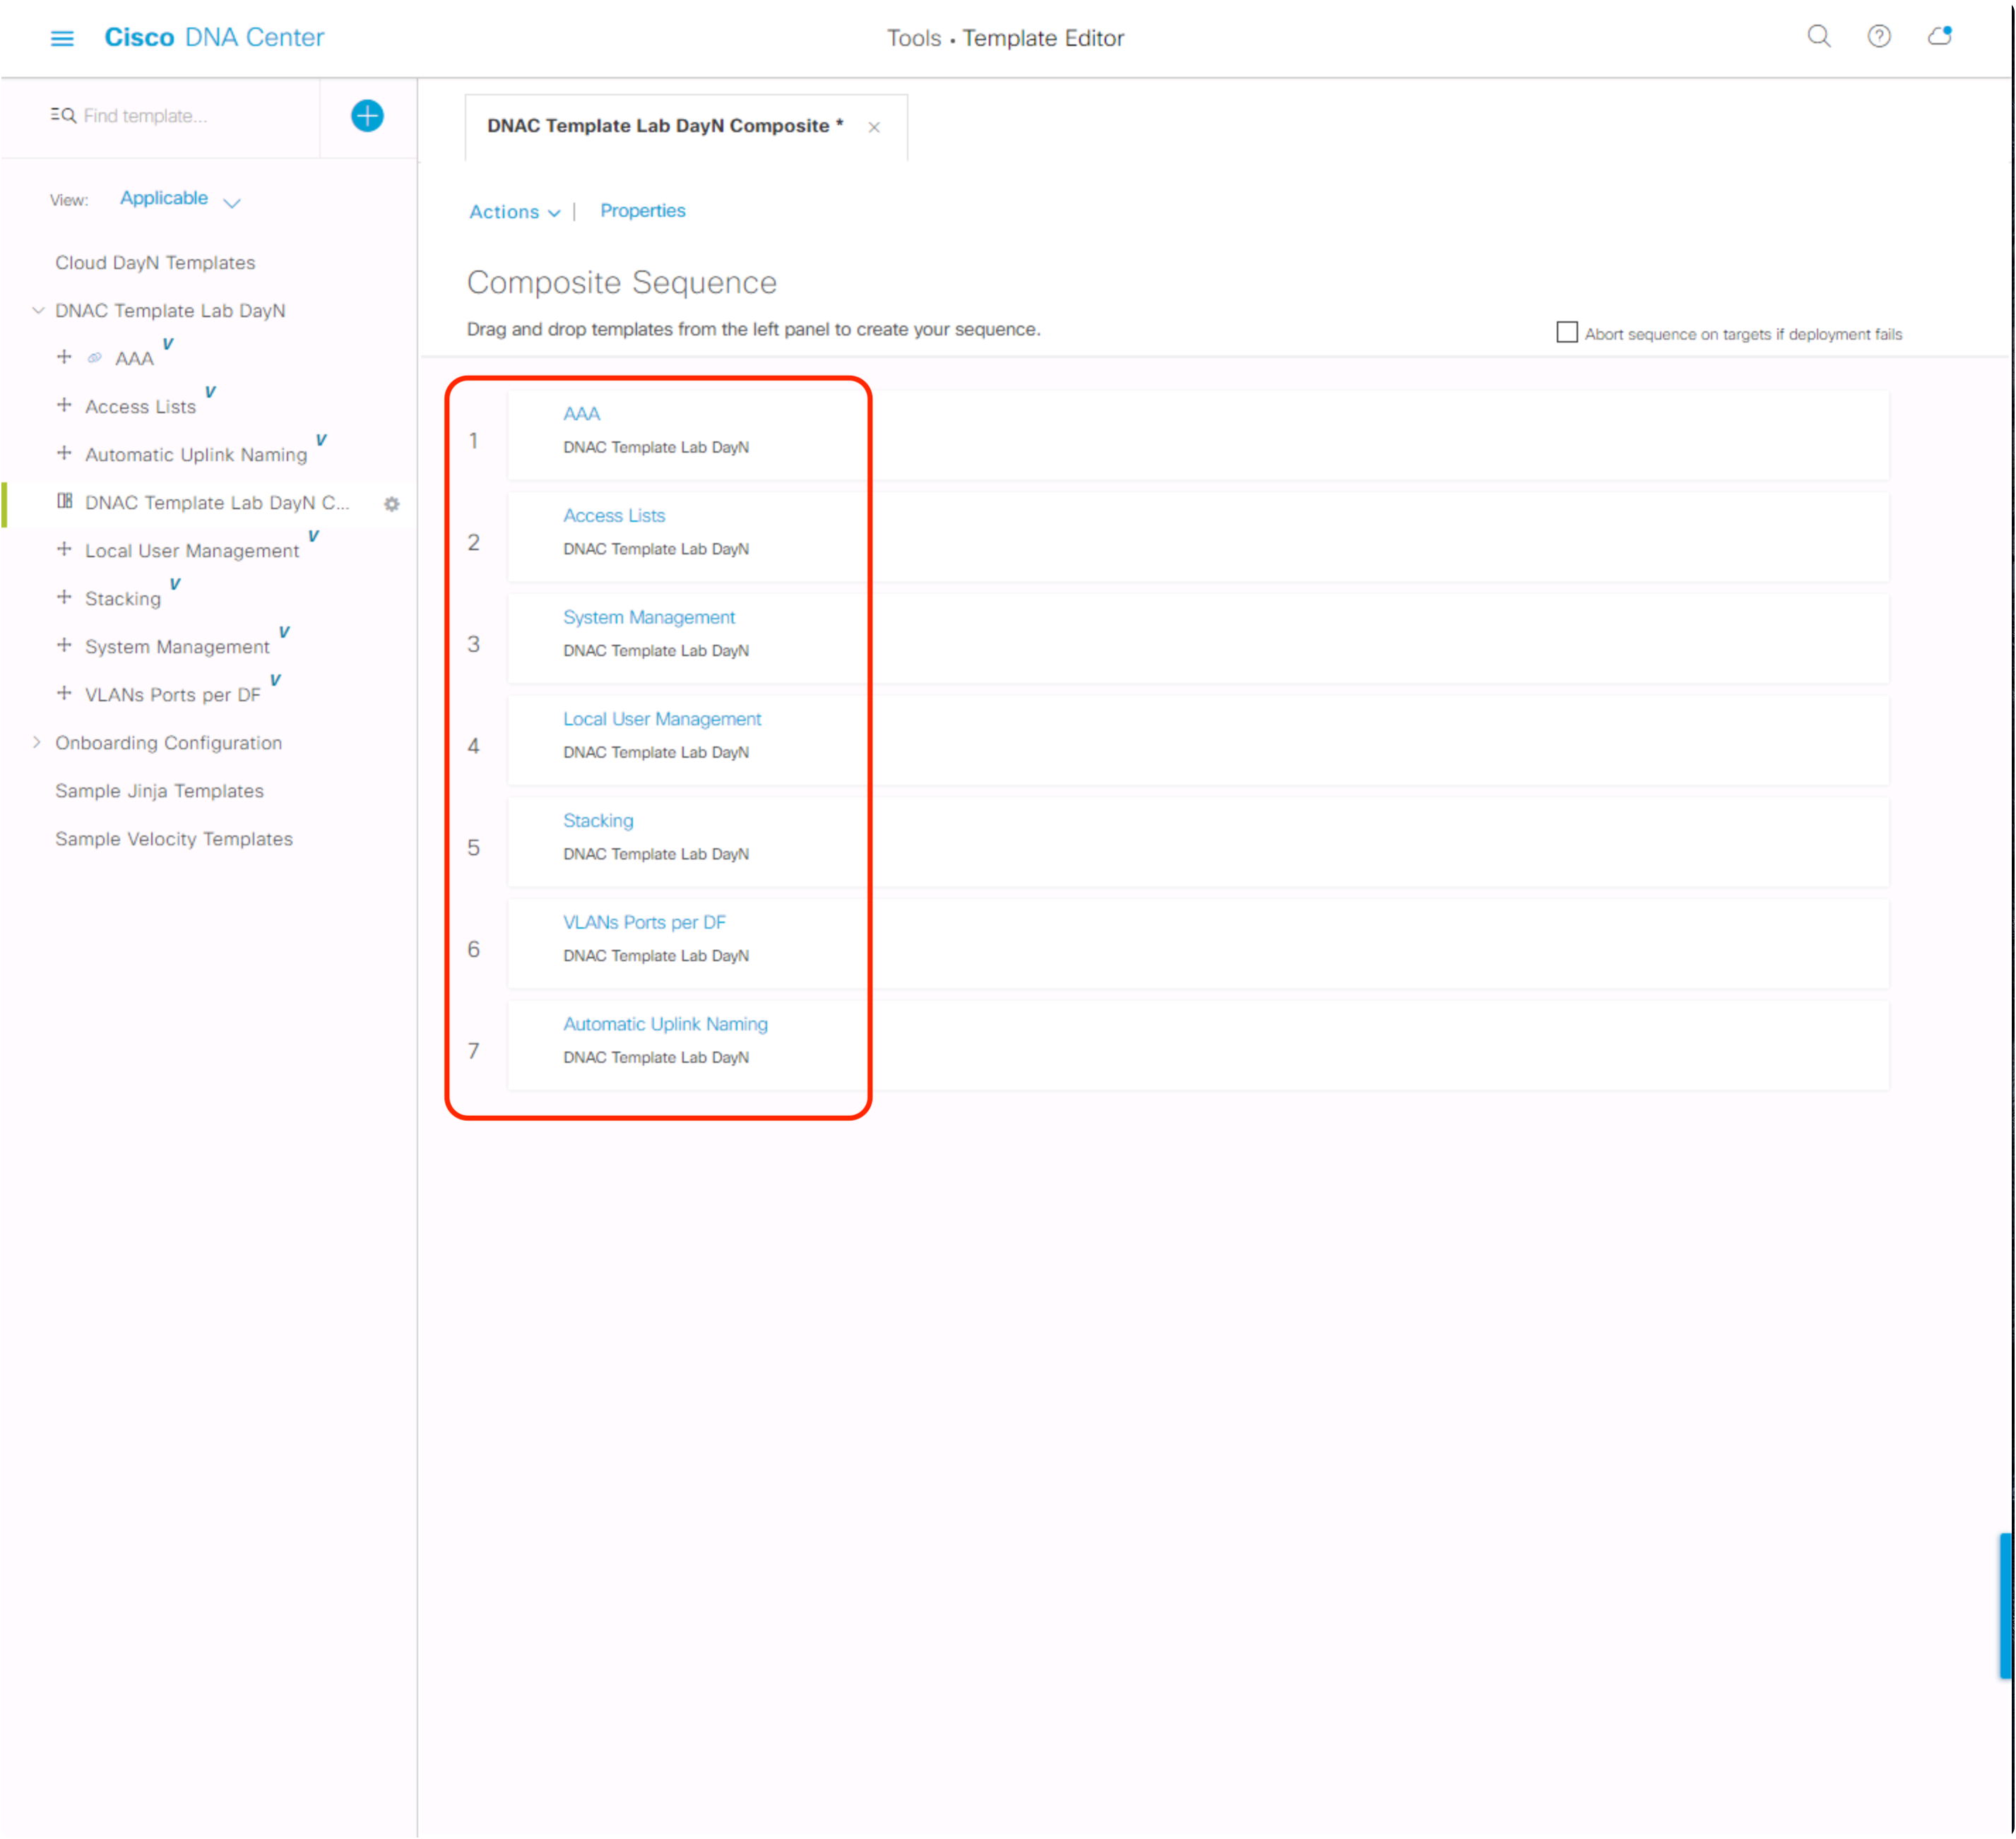 Cisco DNA Center
Tools • Template Editor
Find template...
View: Applicable
Cloud DayN Templates
DNAC Template Lab DayN
AAA V
Access Lists V
Automatic Uplink Naming V
DNAC Template Lab DayN C...
Local User Management V
Stacking V
System Management V
VLANs Ports per DF V
Onboarding Configuration
Sample Jinja Templates
Sample Velocity Templates
DNAC Template Lab DayN Composite *
Actions | Properties
Composite Sequence
Drag and drop templates from the left panel to create your sequence.
Abort sequence on targets if deployment fails
1
AAA
DNAC Template Lab DayN
2
Access Lists
DNAC Template Lab DayN
3
System Management
DNAC Template Lab DayN
4
Local User Management
DNAC Template Lab DayN
5
Stacking
DNAC Template Lab DayN
6
VLANs Ports per DF
DNAC Template Lab DayN
7
Automatic Uplink Naming
DNAC Template Lab DayN